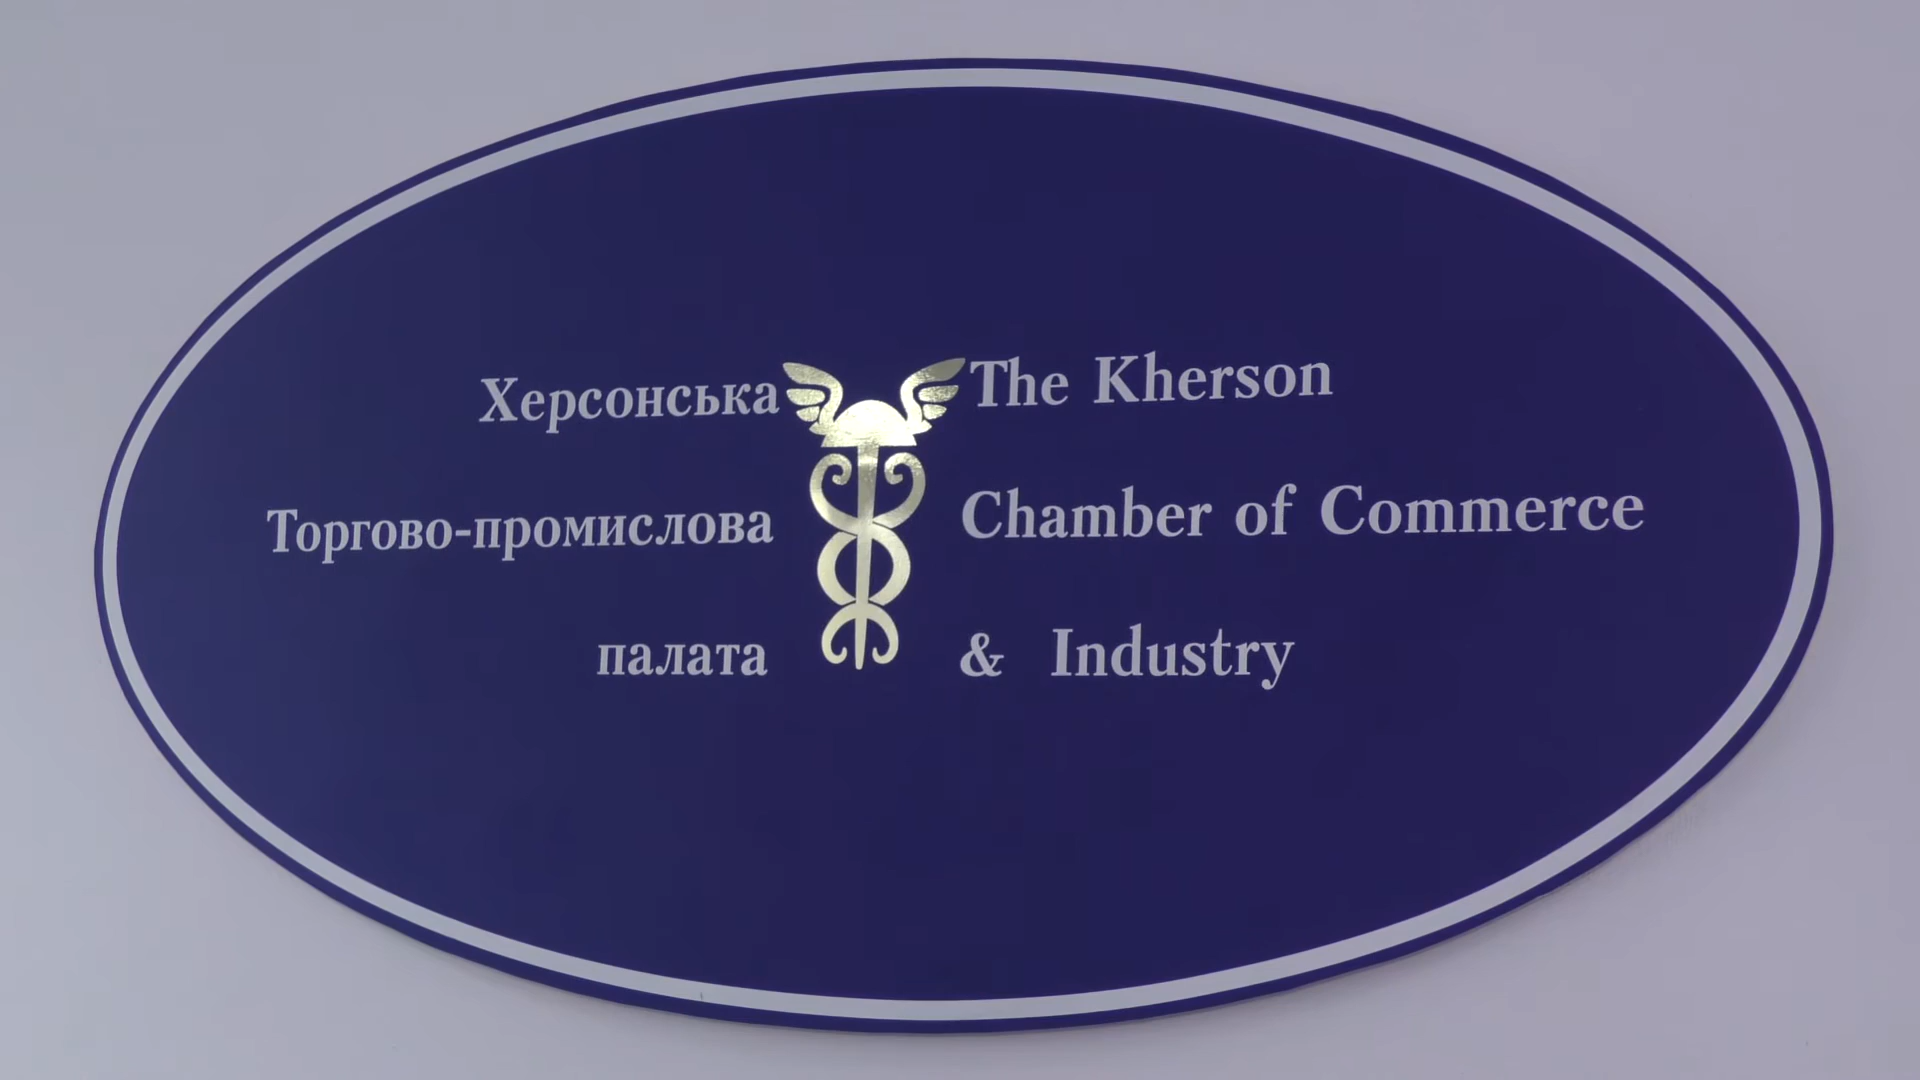 Херсонська
Торгово-промислова
палата
The Kherson
Chamber of Commerce
& Industry